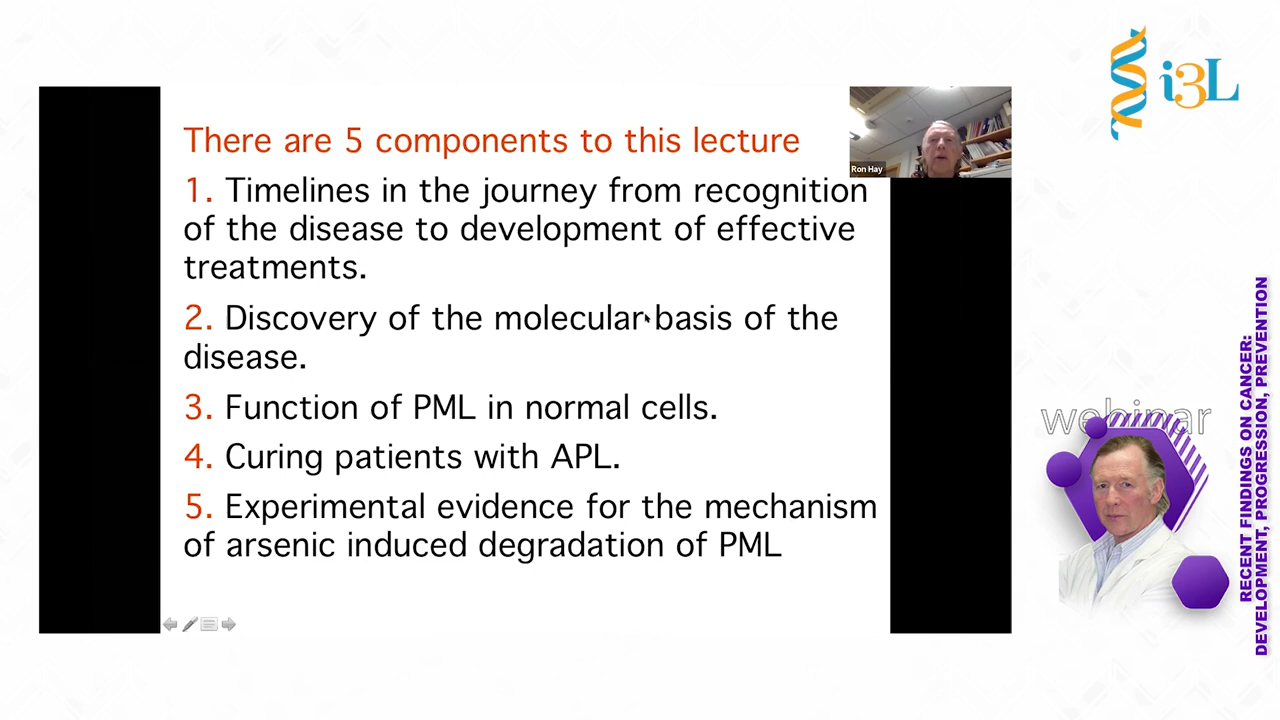 There are 5 components to this lecture
1. Timelines in the journey from recognition
of the disease to development of effective
treatments.
2. Discovery of the molecular basis of the
disease.
3. Function of PML in normal cells.
4. Curing patients with APL.
5. Experimental evidence for the mechanism
of arsenic induced degradation of PML
Ron Hay
i3L
webinar
RECENT FINDINGS ON CANCER:
DEVELOPMENT, PROGRESSION, PREVENTION